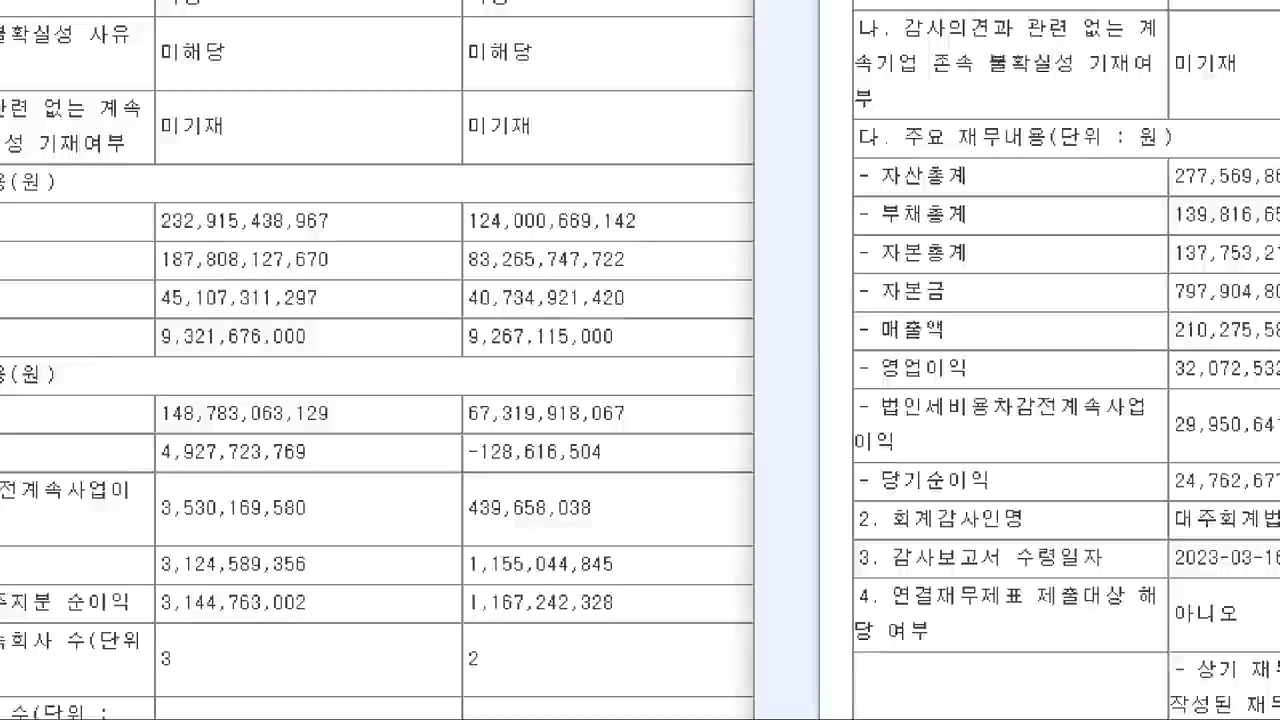 불확실성 사유
미해당
미해당
관련 없는 계속
성 기재여부
미기재
미기재
용(원)
232,915,438,967
124,000,669,142
187,808,127,670
83,265,747,722
45,107,311,297
40,734,921,420
9,321,676,000
9,267,115,000
용(원)
148,783,063,129
67,319,918,067
4,927,723,769
-128,616,504
전계속사업이
3,530,169,580
439,658,038
3,124,589,356
1,155,044,845
주지분 순이익
3,144,763,002
1,167,242,328
속회사 수(단위
3
2
수(단위 :
나. 감사의견과 관련 없는 계
속기업 존속 불확실성 기재여
부
미기재
다. 주요 재무내용(단위 : 원)
- 자산총계
277,569,86
- 부채총계
139,816,65
- 자본총계
137,753,21
- 자본금
797,904,80
- 매출액
210,275,58
- 영업이익
32,072,532
- 법인세비용차감전계속사업
이익
29,950,647
- 당기순이익
24,762,677
2. 회계감사인명
대주회계법
3. 감사보고서 수령일자
2023-03-16
4. 연결재무제표 제출대상 해
당 여부
아니오
- 상기 재무
작성된 재무